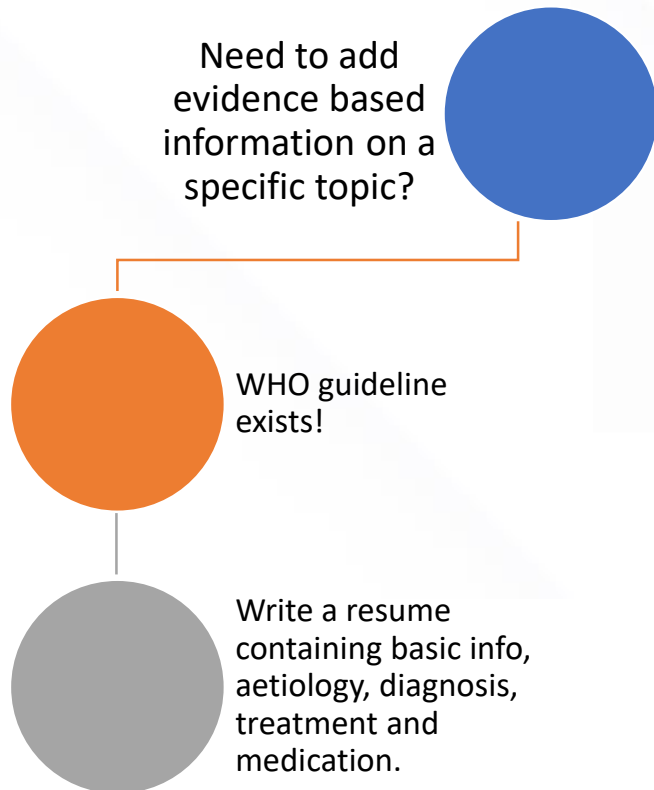 Need to add
evidence based
information on a
specific topic?
WHO guideline
exists!
Write a resume
containing basic info,
aetiology, diagnosis,
treatment and
medication.